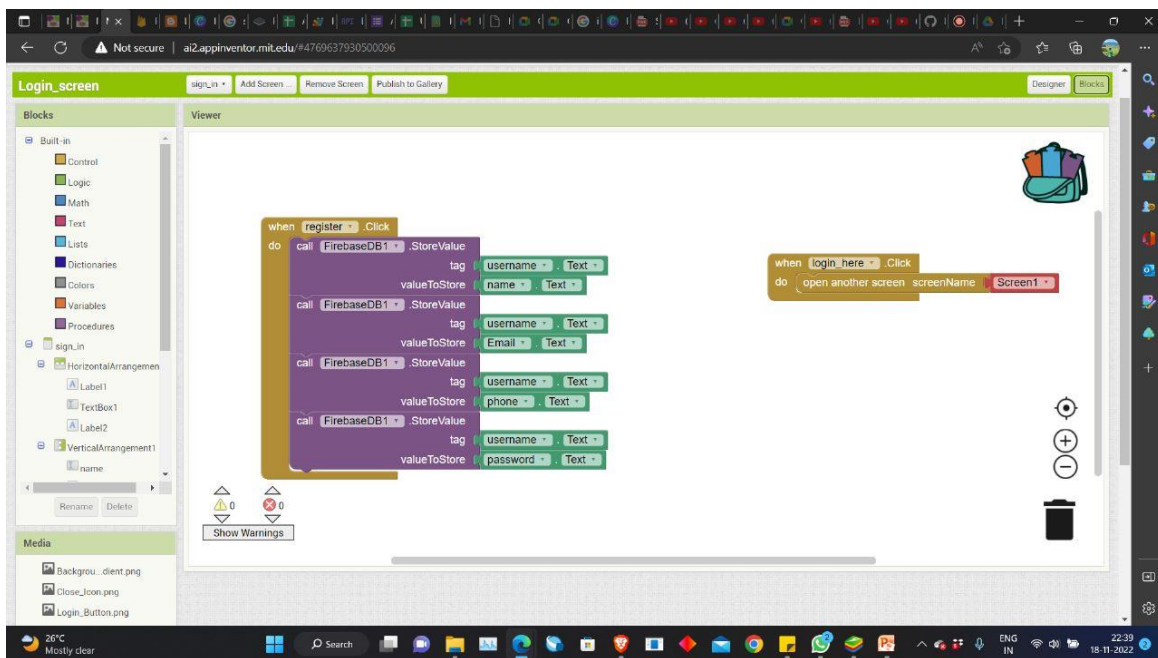 Not secure ai2.appinventor.mit.edu/#4769637930500096
Login_screen sign_in Add Screen ... Remove Screen Publish to Gallery Designer Blocks
Blocks Viewer
Built-in
Control
Logic
Math
Text
Lists
Dictionaries
Colors
Variables
Procedures
sign_in
HorizontalArrangemen
Label1
TextBox1
Label2
VerticalArrangement1
name
Rename Delete
Media
Backgrou...dient.png
Close_Icon.png
Login_Button.png
when register .Click
do call FirebaseDB1 .StoreValue
tag username . Text
valueToStore name . Text
call FirebaseDB1 .StoreValue
tag username . Text
valueToStore Email . Text
call FirebaseDB1 .StoreValue
tag username . Text
valueToStore phone . Text
call FirebaseDB1 .StoreValue
tag username . Text
valueToStore password . Text
when login_here .Click
do open another screen screenName Screen1
0 0
Show Warnings
26°C
Mostly clear
Search
ENG
IN
22:39
18-11-2022